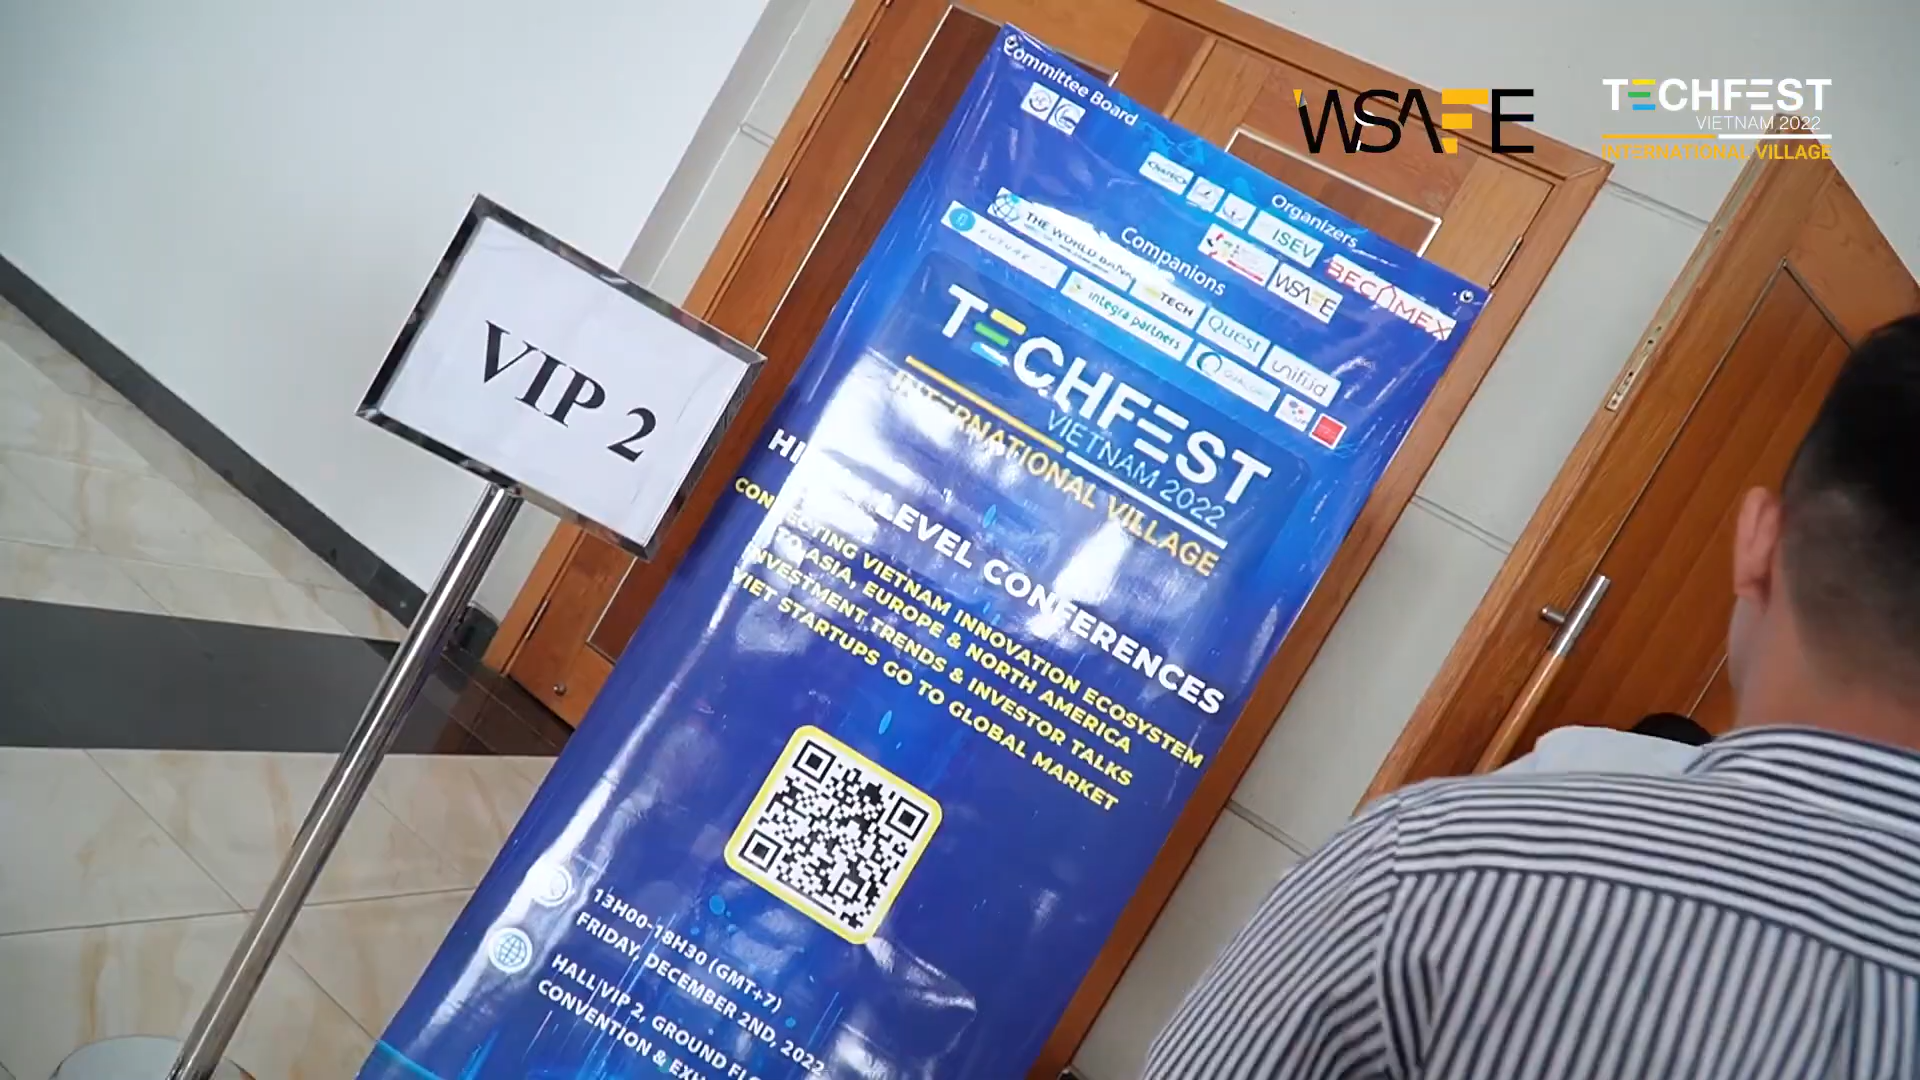 WSAFE
TECHFEST
VIETNAM 2022
INTERNATIONAL VILLAGE
VIP 2
Committee Board
Organizers
ISEV
BECAMEX
Companions
WSAFE
THE WORLD BANK
TECH
Quest
integra partners
unifiid
TECHFEST
VIETNAM 2022
INTERNATIONAL VILLAGE
LEVEL CONFERENCES
CONNECTING VIETNAM INNOVATION ECOSYSTEM
TO ASIA, EUROPE & NORTH AMERICA
INVESTMENT TRENDS & INVESTOR TALKS
VIET STARTUPS GO TO GLOBAL MARKET
13H00-18H30 (GMT+7)
FRIDAY, DECEMBER 2ND, 2022
HALL VIP 2, GROUND
CONVENTION &